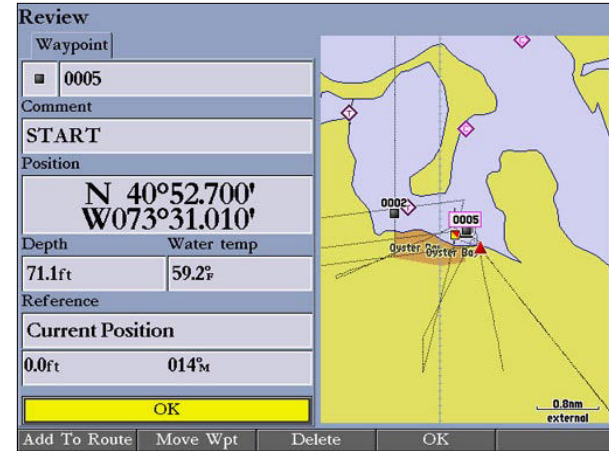 Review
Waypoint
0005
Comment
START
Position
N 40°52.700'
W073°31.010'
Depth Water temp
71.1ft 59.2°F
Reference
Current Position
0.0ft 014°M
OK
C
T
C
0002
T
0005
Oyster Ba
0.8nm
external
Add To Route Move Wpt Delete OK